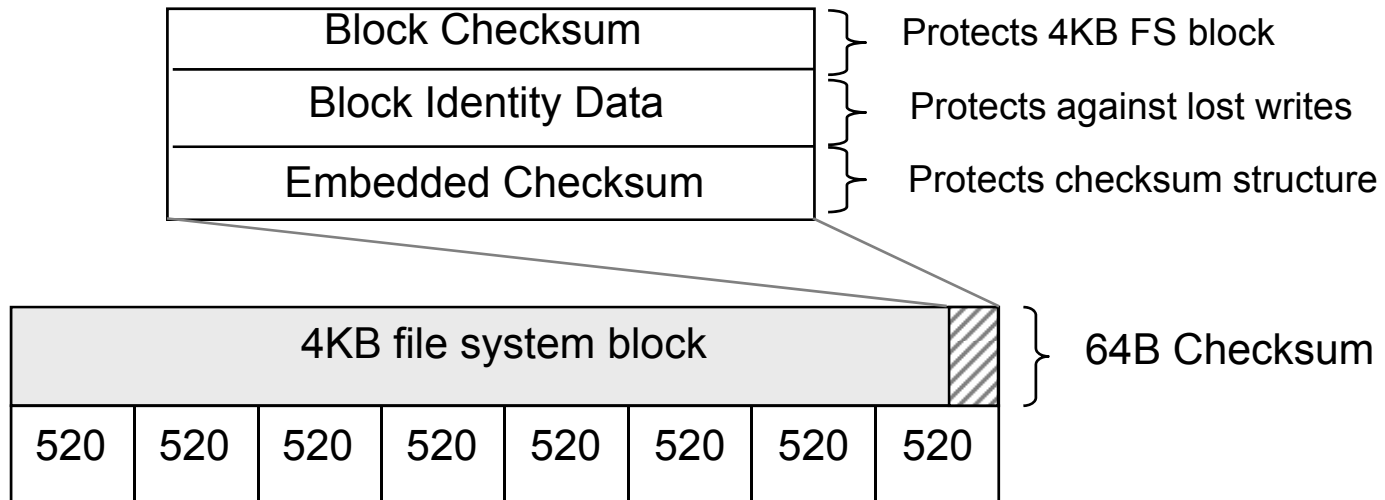 Block Checksum
Protects 4KB FS block
Block Identity Data
Protects against lost writes
Embedded Checksum
Protects checksum structure
4KB file system block
64B Checksum
520 520 520 520 520 520 520 520